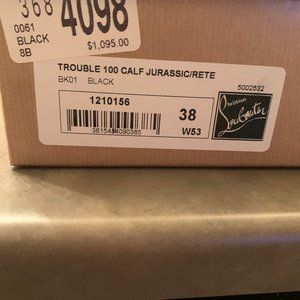 368
4098
0061
BLACK
8B
$1,095.00
TROUBLE 100 CALF JURASSIC/RETE
BK01 BLACK
5002532
1210156
38
W53
3615484090385
Christian
Louboutin